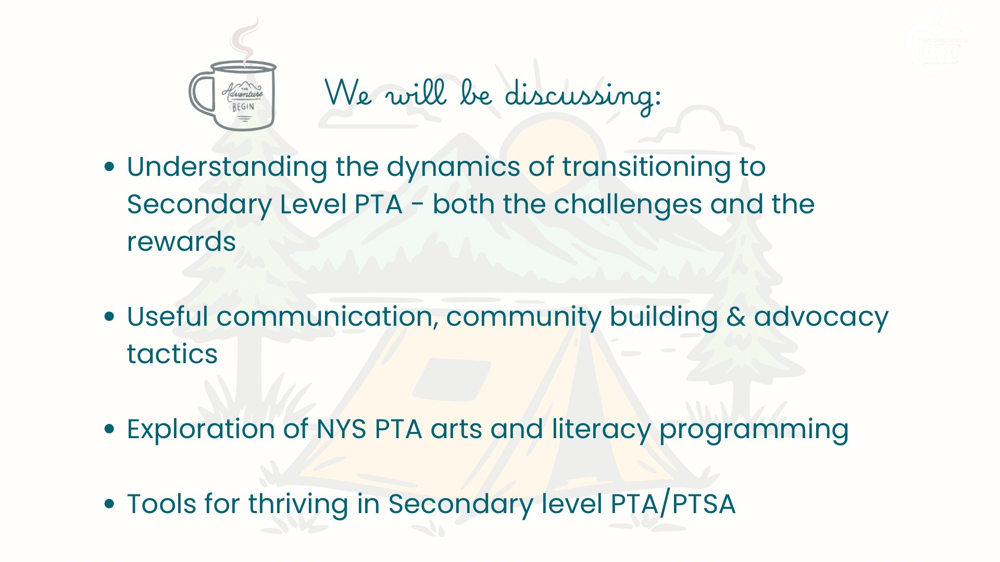 THE
Adventure
BEGIN
We will be discussing:
• Understanding the dynamics of transitioning to
Secondary Level PTA - both the challenges and the
rewards
• Useful communication, community building & advocacy
tactics
• Exploration of NYS PTA arts and literacy programming
• Tools for thriving in Secondary level PTA/PTSA
PTA